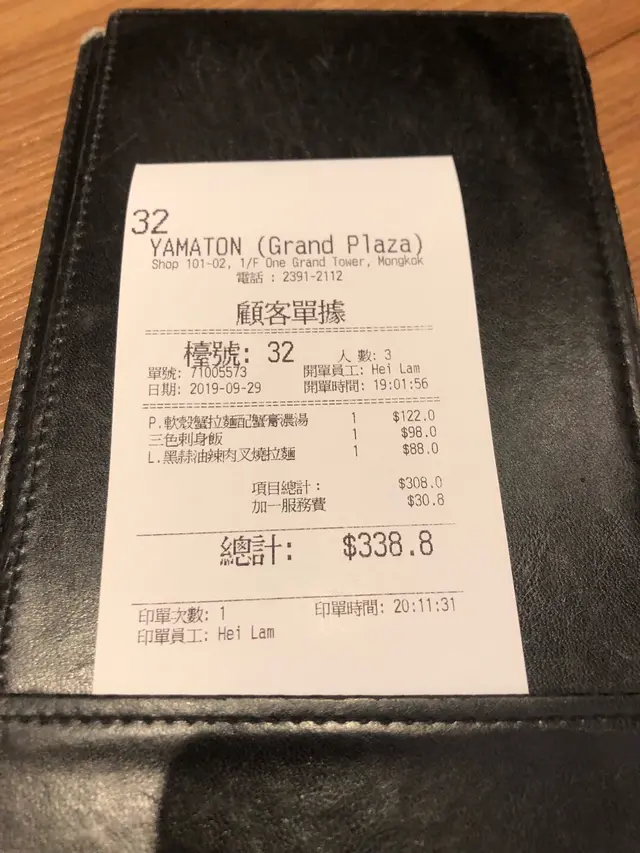 32
YAMATON (Grand Plaza)
Shop 101-02, 1/F One Grand Tower, Mongkok
電話 : 2391-2112
顧客單據
檯號: 32 人 數: 3
單號: 71005573 開單員工: Hei Lam
日期: 2019-09-29 開單時間: 19:01:56
P.軟殼蟹拉麵配蟹膏濃湯 1 $122.0
三色刺身飯 1 $98.0
L.黑蒜油辣肉叉燒拉麵 1 $88.0
項目總計: $308.0
加一服務費 $30.8
總計: $338.8
印單次數: 1 印單時間: 20:11:31
印單員工: Hei Lam